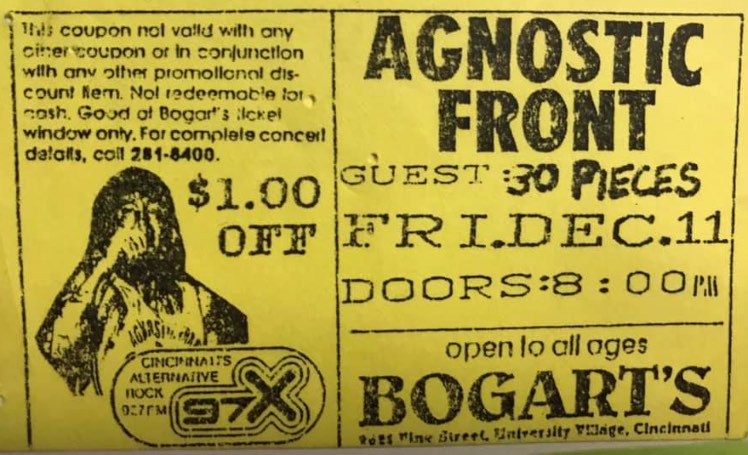 This coupon not valid with any
other coupon or in conjunction
with any other promotional dis-
count item. Not redeemable for
cash. Good at Bogart's ticket
window only. For complete concert
details, call 281-8400.
$1.00
OFF
CINCINNATI'S
ALTERNATIVE
ROCK
97X
AGNOSTIC
FRONT
GUEST :30 PIECES
FRI.DEC.11
DOORS:8:00PM
open to all ages
BOGART'S
Vine Street, University Village, Cincinnati